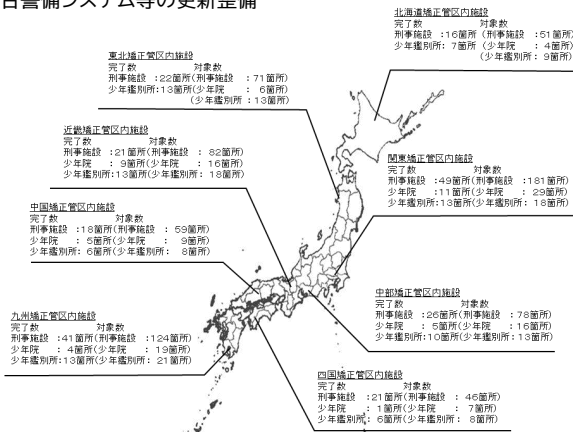 合警備システム等の更新整備
北海道矯正管区内施設
完了数 対象数
刑事施設 :16箇所(刑事施設 :51箇所)
少年鑑別所: 7箇所 (少年院 : 4箇所)
(少年鑑別所: 9箇所)
東北矯正管区内施設
完了数 対象数
刑事施設 :22箇所(刑事施設 :71箇所)
少年鑑別所:13箇所(少年院 : 6箇所)
(少年鑑別所:13箇所)
近畿矯正管区内施設
完了数 対象数
刑事施設 :21箇所(刑事施設 : 82箇所)
少年院 : 9箇所(少年院 : 16箇所)
少年鑑別所:13箇所(少年鑑別所: 18箇所)
関東矯正管区内施設
完了数 対象数
刑事施設 :49箇所(刑事施設 :181箇所)
少年院 :11箇所(少年院 : 29箇所)
少年鑑別所:13箇所(少年鑑別所: 18箇所)
中国矯正管区内施設
完了数 対象数
刑事施設 :18箇所(刑事施設 : 59箇所)
少年院 : 5箇所(少年院 : 9箇所)
少年鑑別所: 6箇所(少年鑑別所: 8箇所)
中部矯正管区内施設
完了数 対象数
刑事施設 :26箇所(刑事施設 :78箇所)
少年院 : 5箇所(少年院 :16箇所)
少年鑑別所:10箇所(少年鑑別所:13箇所)
九州矯正管区内施設
完了数 対象数
刑事施設 :41箇所(刑事施設 :124箇所)
少年院 : 4箇所(少年院 : 19箇所)
少年鑑別所:13箇所(少年鑑別所: 21箇所)
四国矯正管区内施設
完了数 対象数
刑事施設 :21箇所(刑事施設 : 46箇所)
少年院 : 1箇所(少年院 : 7箇所)
少年鑑別所: 6箇所(少年鑑別所: 8箇所)